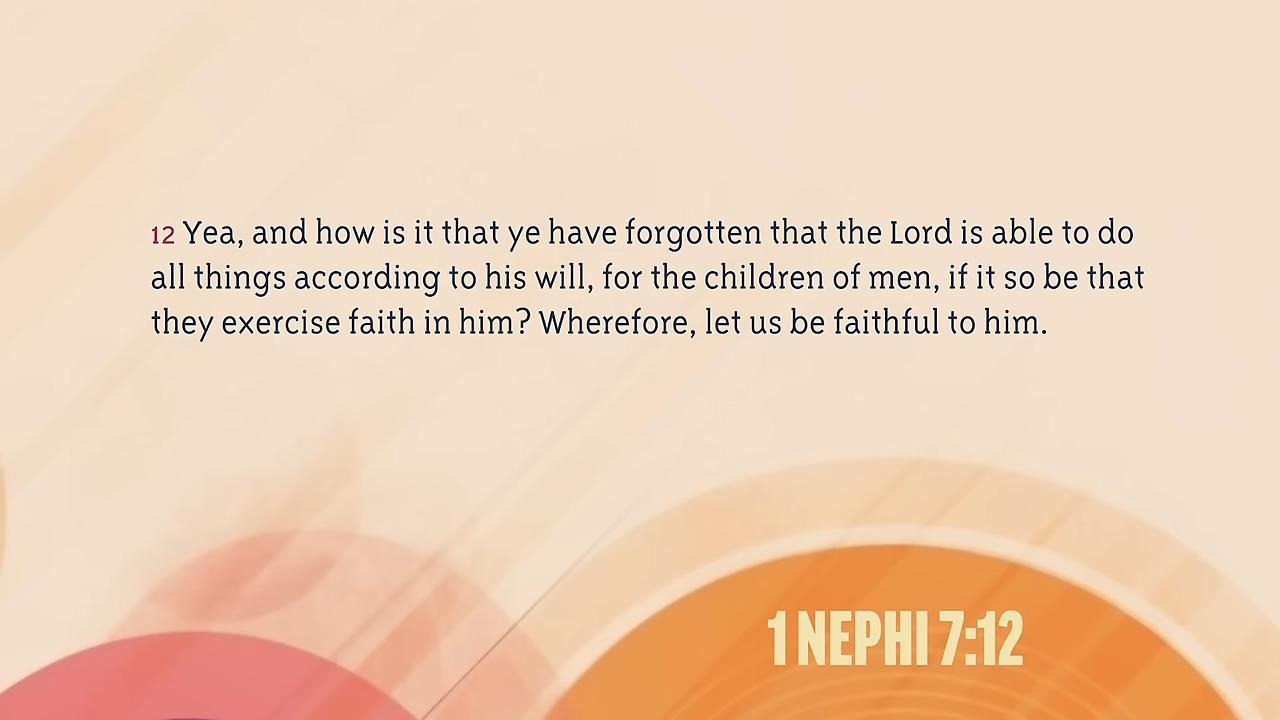 12 Yea, and how is it that ye have forgotten that the Lord is able to do
all things according to his will, for the children of men, if it so be that
they exercise faith in him? Wherefore, let us be faithful to him.
1 NEPHI 7:12